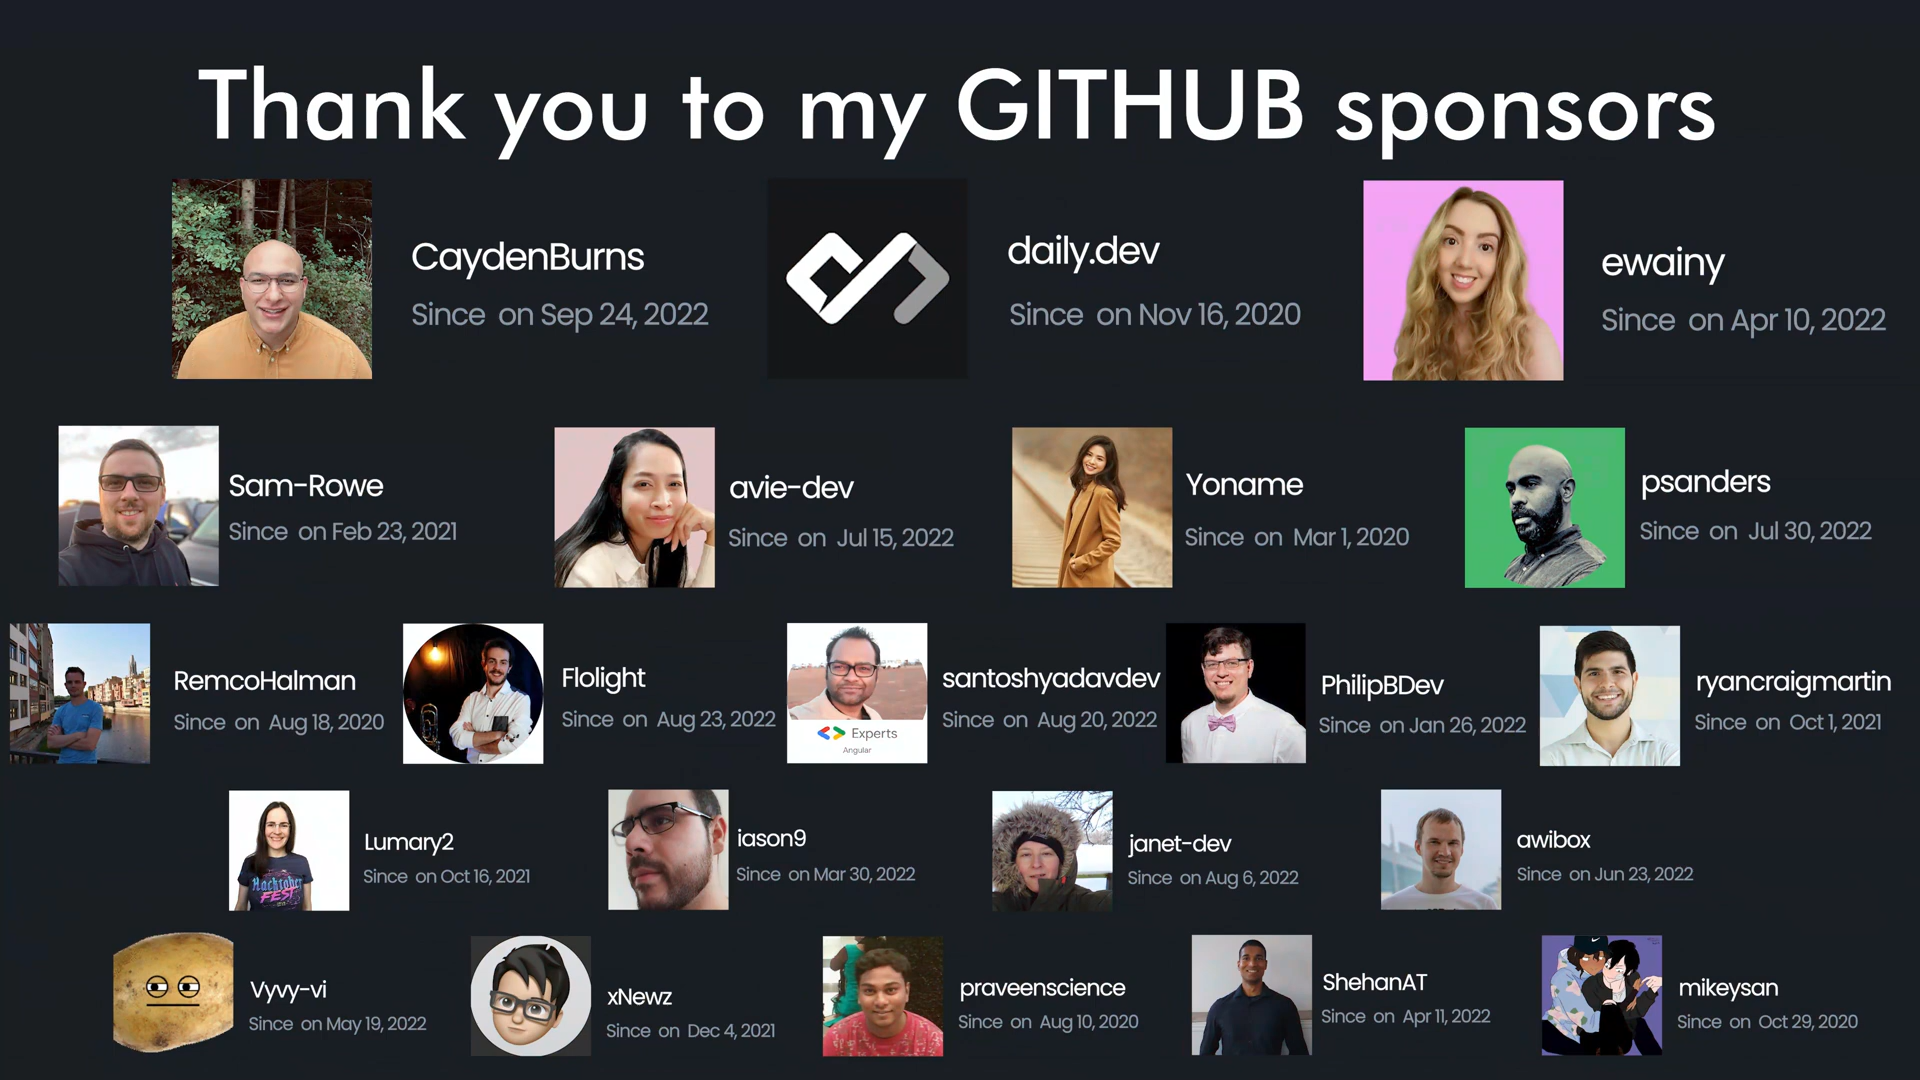 Thank you to my GITHUB sponsors
CaydenBurns
Since on Sep 24, 2022
daily.dev
Since on Nov 16, 2020
ewainy
Since on Apr 10, 2022
Sam-Rowe
Since on Feb 23, 2021
avie-dev
Since on Jul 15, 2022
Yoname
Since on Mar 1, 2020
psanders
Since on Jul 30, 2022
RemcoHalman
Since on Aug 18, 2020
Flolight
Since on Aug 23, 2022
Experts
Angular
santoshyadavdev
Since on Aug 20, 2022
PhilipBDev
Since on Jan 26, 2022
ryancraigmartin
Since on Oct 1, 2021
Hacktober
FEST
Lumary2
Since on Oct 16, 2021
iason9
Since on Mar 30, 2022
janet-dev
Since on Aug 6, 2022
awibox
Since on Jun 23, 2022
Vyvy-vi
Since on May 19, 2022
xNewz
Since on Dec 4, 2021
praveenscience
Since on Aug 10, 2020
ShehanAT
Since on Apr 11, 2022
mikeysan
Since on Oct 29, 2020